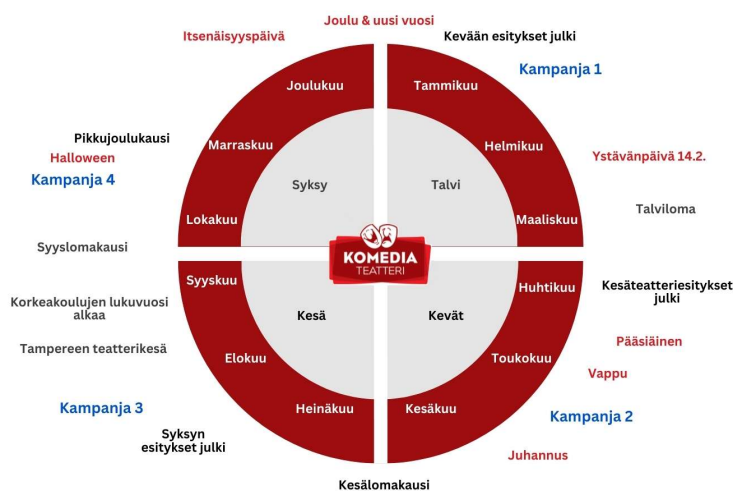 Joulu & uusi vuosi
Itsenäisyyspäivä
Kevään esitykset julki
Kampanja 1
Joulukuu
Tammikuu
Pikkujoulukausi
Marraskuu
Helmikuu
Halloween
Ystävänpäivä 14.2.
Kampanja 4
Syksy
Talvi
Lokakuu
Maaliskuu
Talviloma
Syyslomakausi
KOMEDIA
TEATTERI
Syyskuu
Huhtikuu
Kesäteatteriesitykset
julki
Korkeakoulujen lukuvuosi
alkaa
Kesä
Kevät
Pääsiäinen
Tampereen teatterikesä
Elokuu
Toukokuu
Vappu
Kampanja 3
Heinäkuu
Kesäkuu
Kampanja 2
Syksyn
esitykset julki
Juhannus
Kesälomakausi